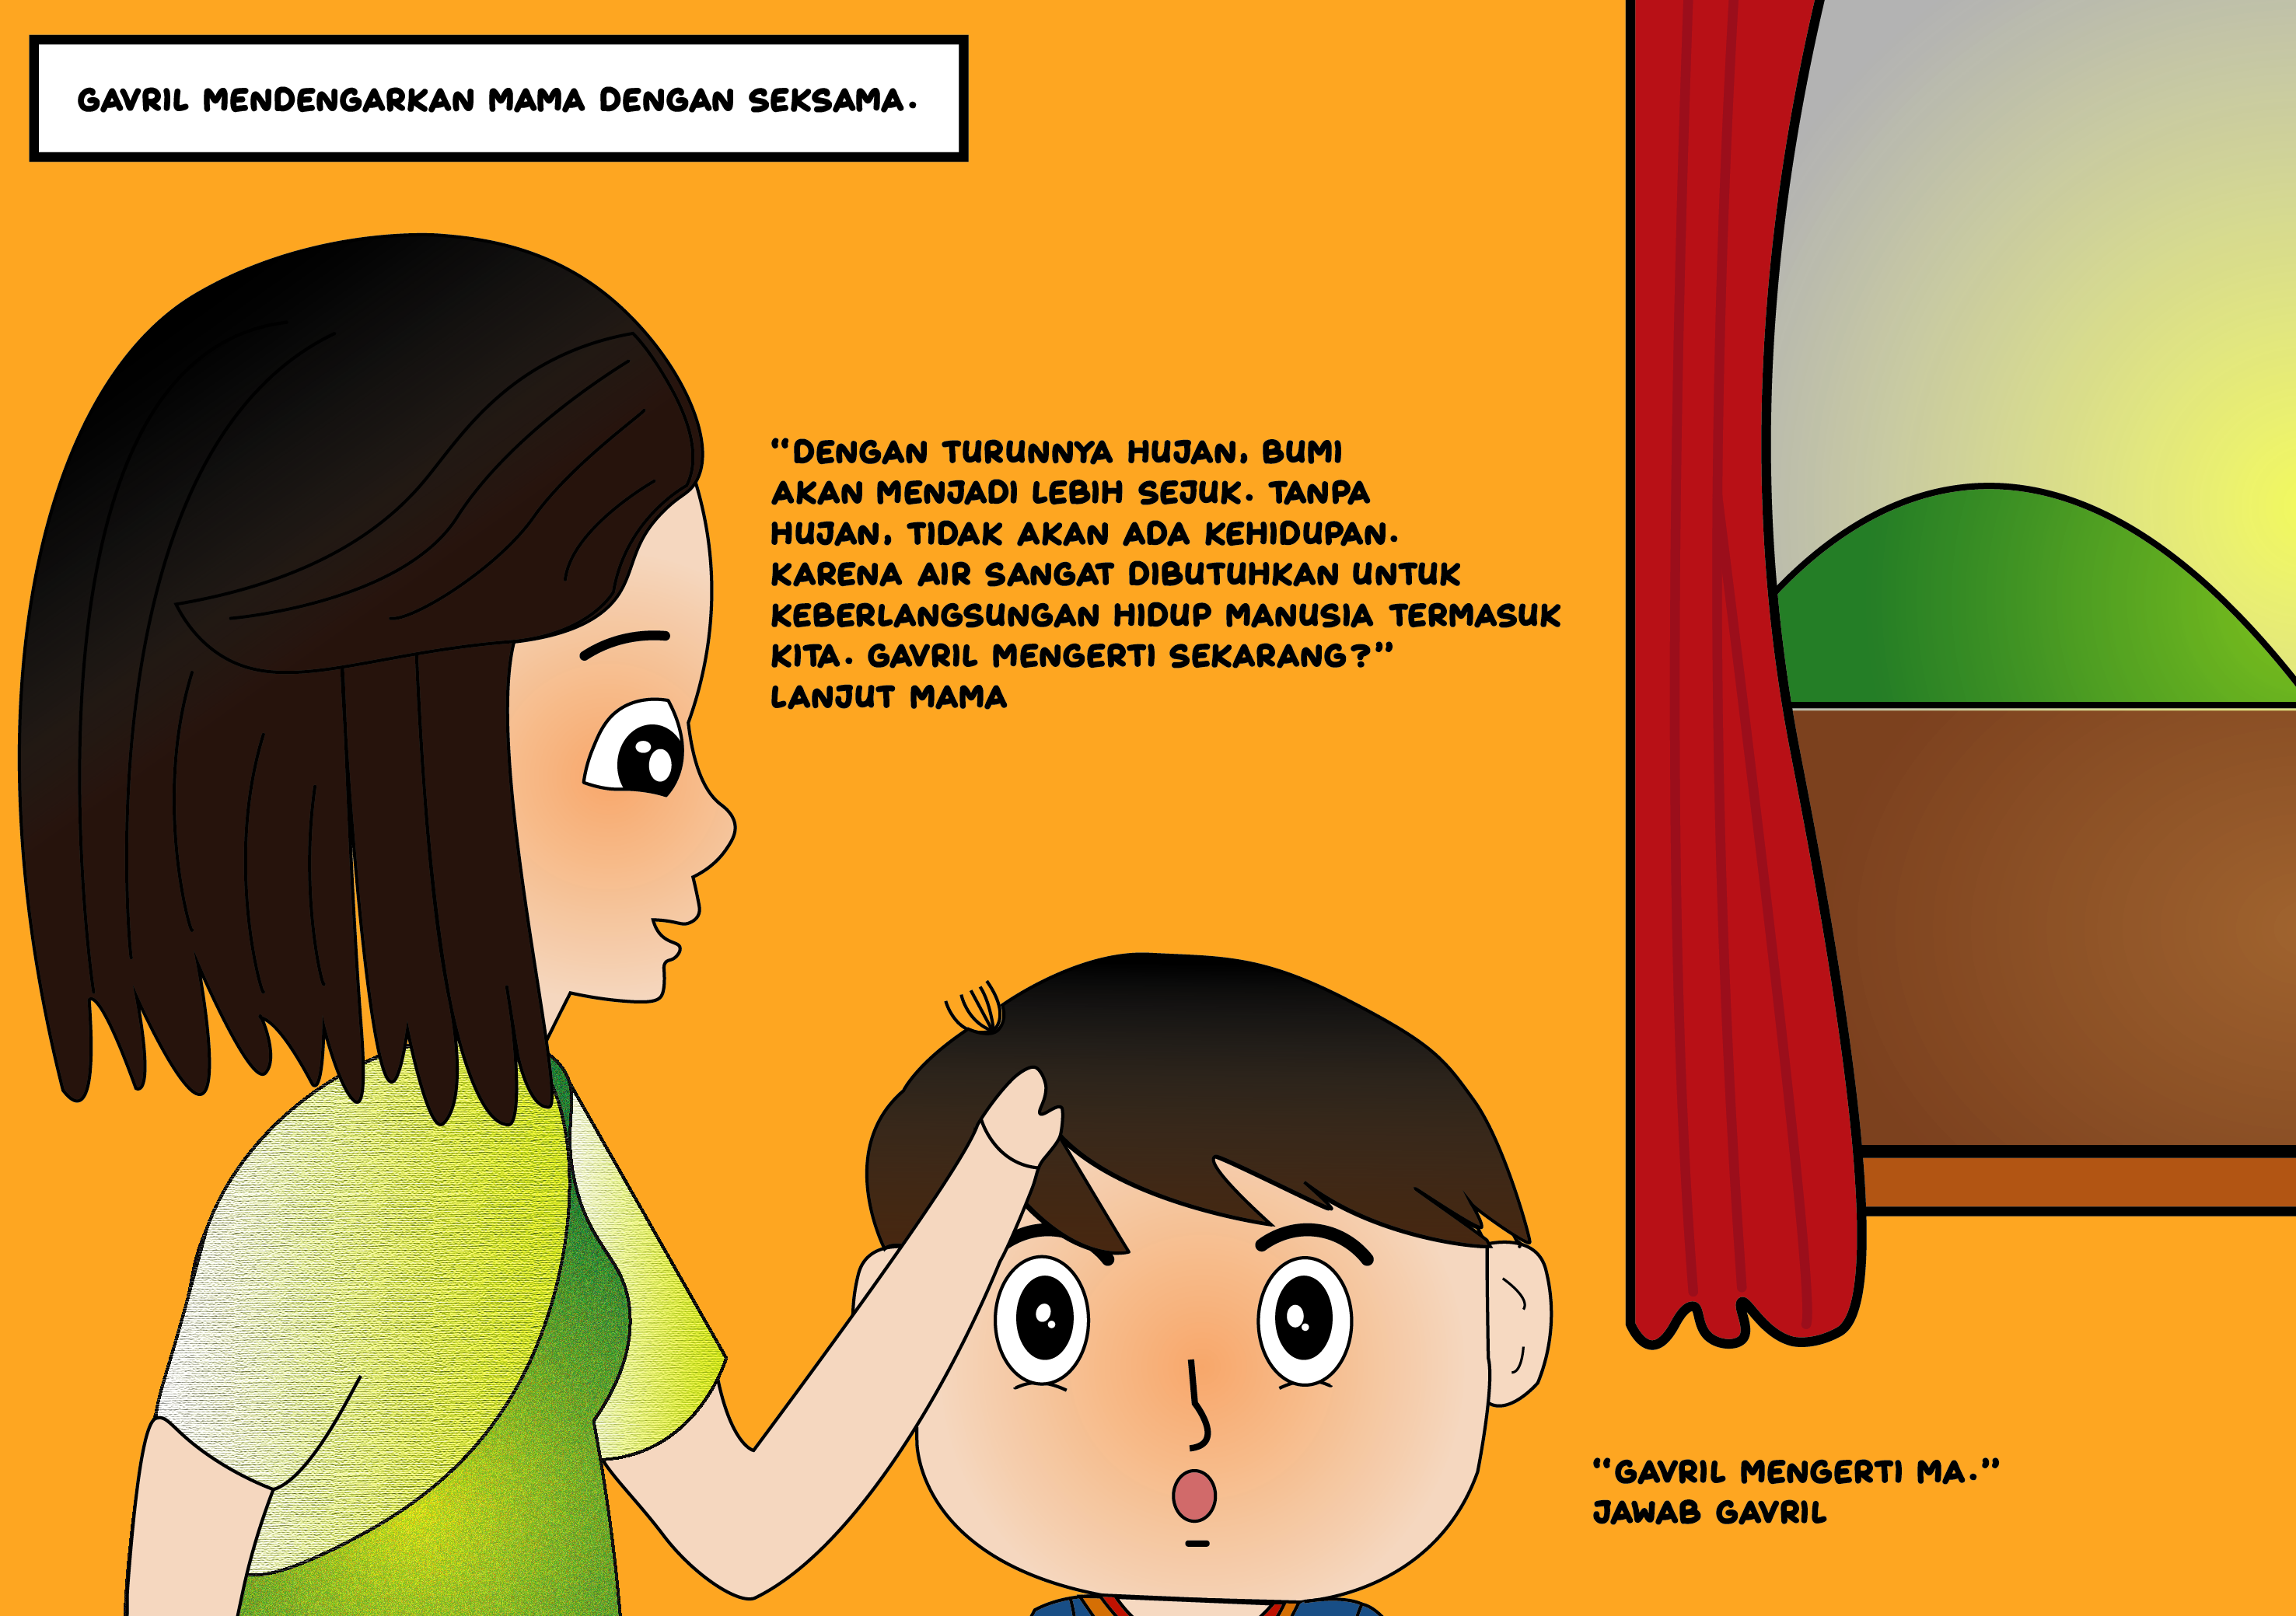 GAVRIL MENDENGARKAN MAMA DENGAN SEKSAMA.
“DENGAN TURUNNYA HUJAN, BUMI
AKAN MENJADI LEBIH SEJUK. TANPA
HUJAN, TIDAK AKAN ADA KEHIDUPAN.
KARENA AIR SANGAT DIBUTUHKAN UNTUK
KEBERLANGSUNGAN HIDUP MANUSIA TERMASUK
KITA. GAVRIL MENGERTI SEKARANG?”
LANJUT MAMA
“GAVRIL MENGERTI MA.”
JAWAB GAVRIL